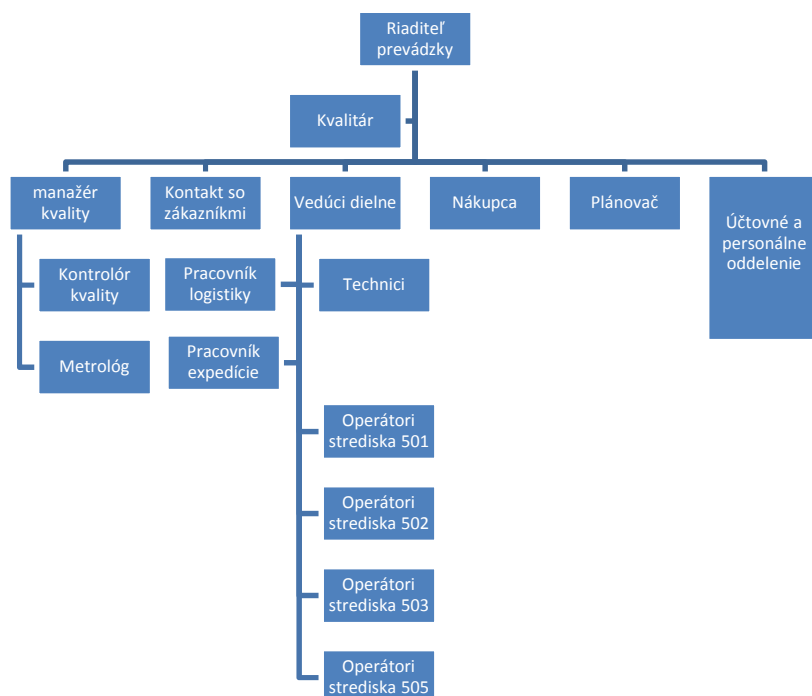 Riaditeľ
prevádzky
Kvalitár
manažér
kvality
Kontakt so
zákazníkmi
Vedúci dielne
Nákupca
Plánovač
Účtovné a
personálne
oddelenie
Kontrolór
kvality
Pracovník
logistiky
Technici
Metrológ
Pracovník
expedície
Operátori
strediska 501
Operátori
strediska 502
Operátori
strediska 503
Operátori
strediska 505